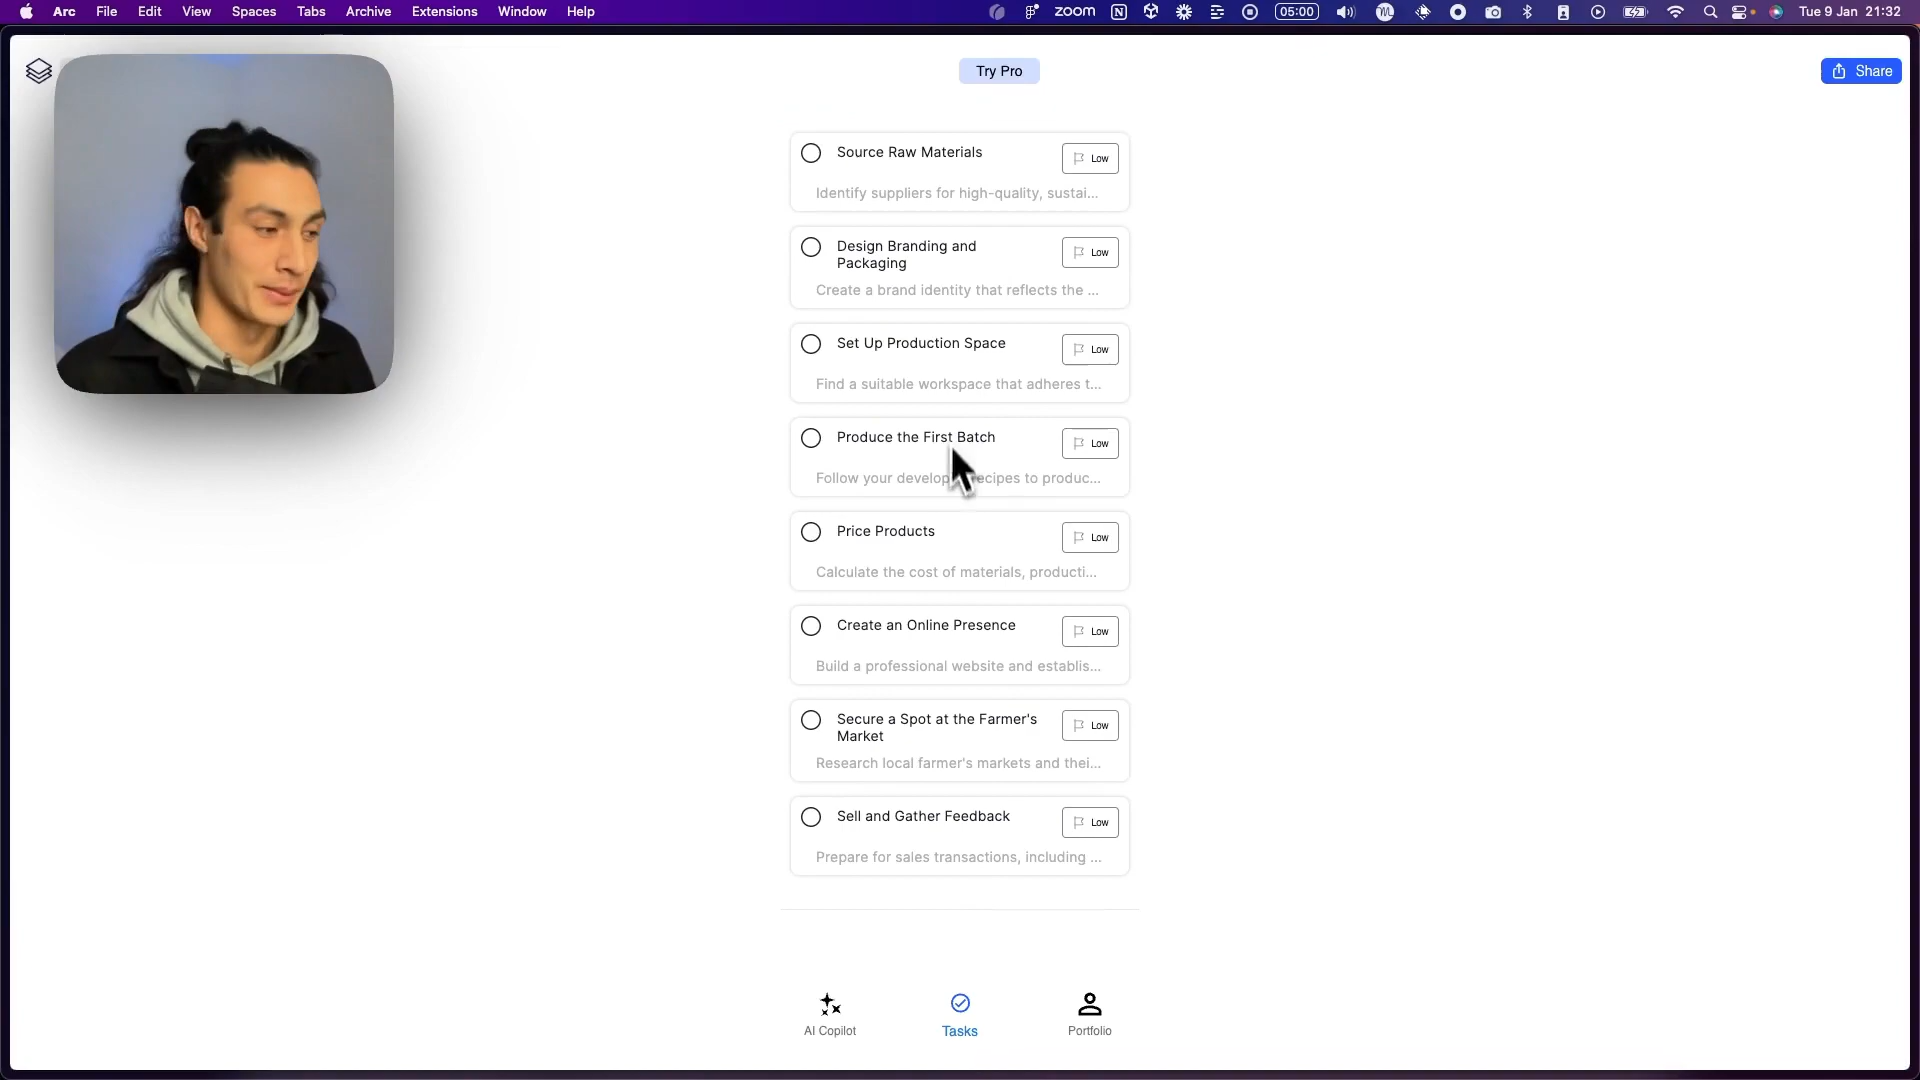 Arc File Edit View Spaces Tabs Archive Extensions Window Help zoom 05:00 Tue 9 Jan 21:32
Try Pro
Share
Source Raw Materials
Low
Identify suppliers for high-quality, sustai...
Design Branding and
Packaging
Low
Create a brand identity that reflects the ...
Set Up Production Space
Low
Find a suitable workspace that adheres t...
Produce the First Batch
Low
Follow your develop recipes to produc...
Price Products
Low
Calculate the cost of materials, producti...
Create an Online Presence
Low
Build a professional website and establis...
Secure a Spot at the Farmer's
Market
Low
Research local farmer's markets and thei...
Sell and Gather Feedback
Low
Prepare for sales transactions, including ...
AI Copilot
Tasks
Portfolio